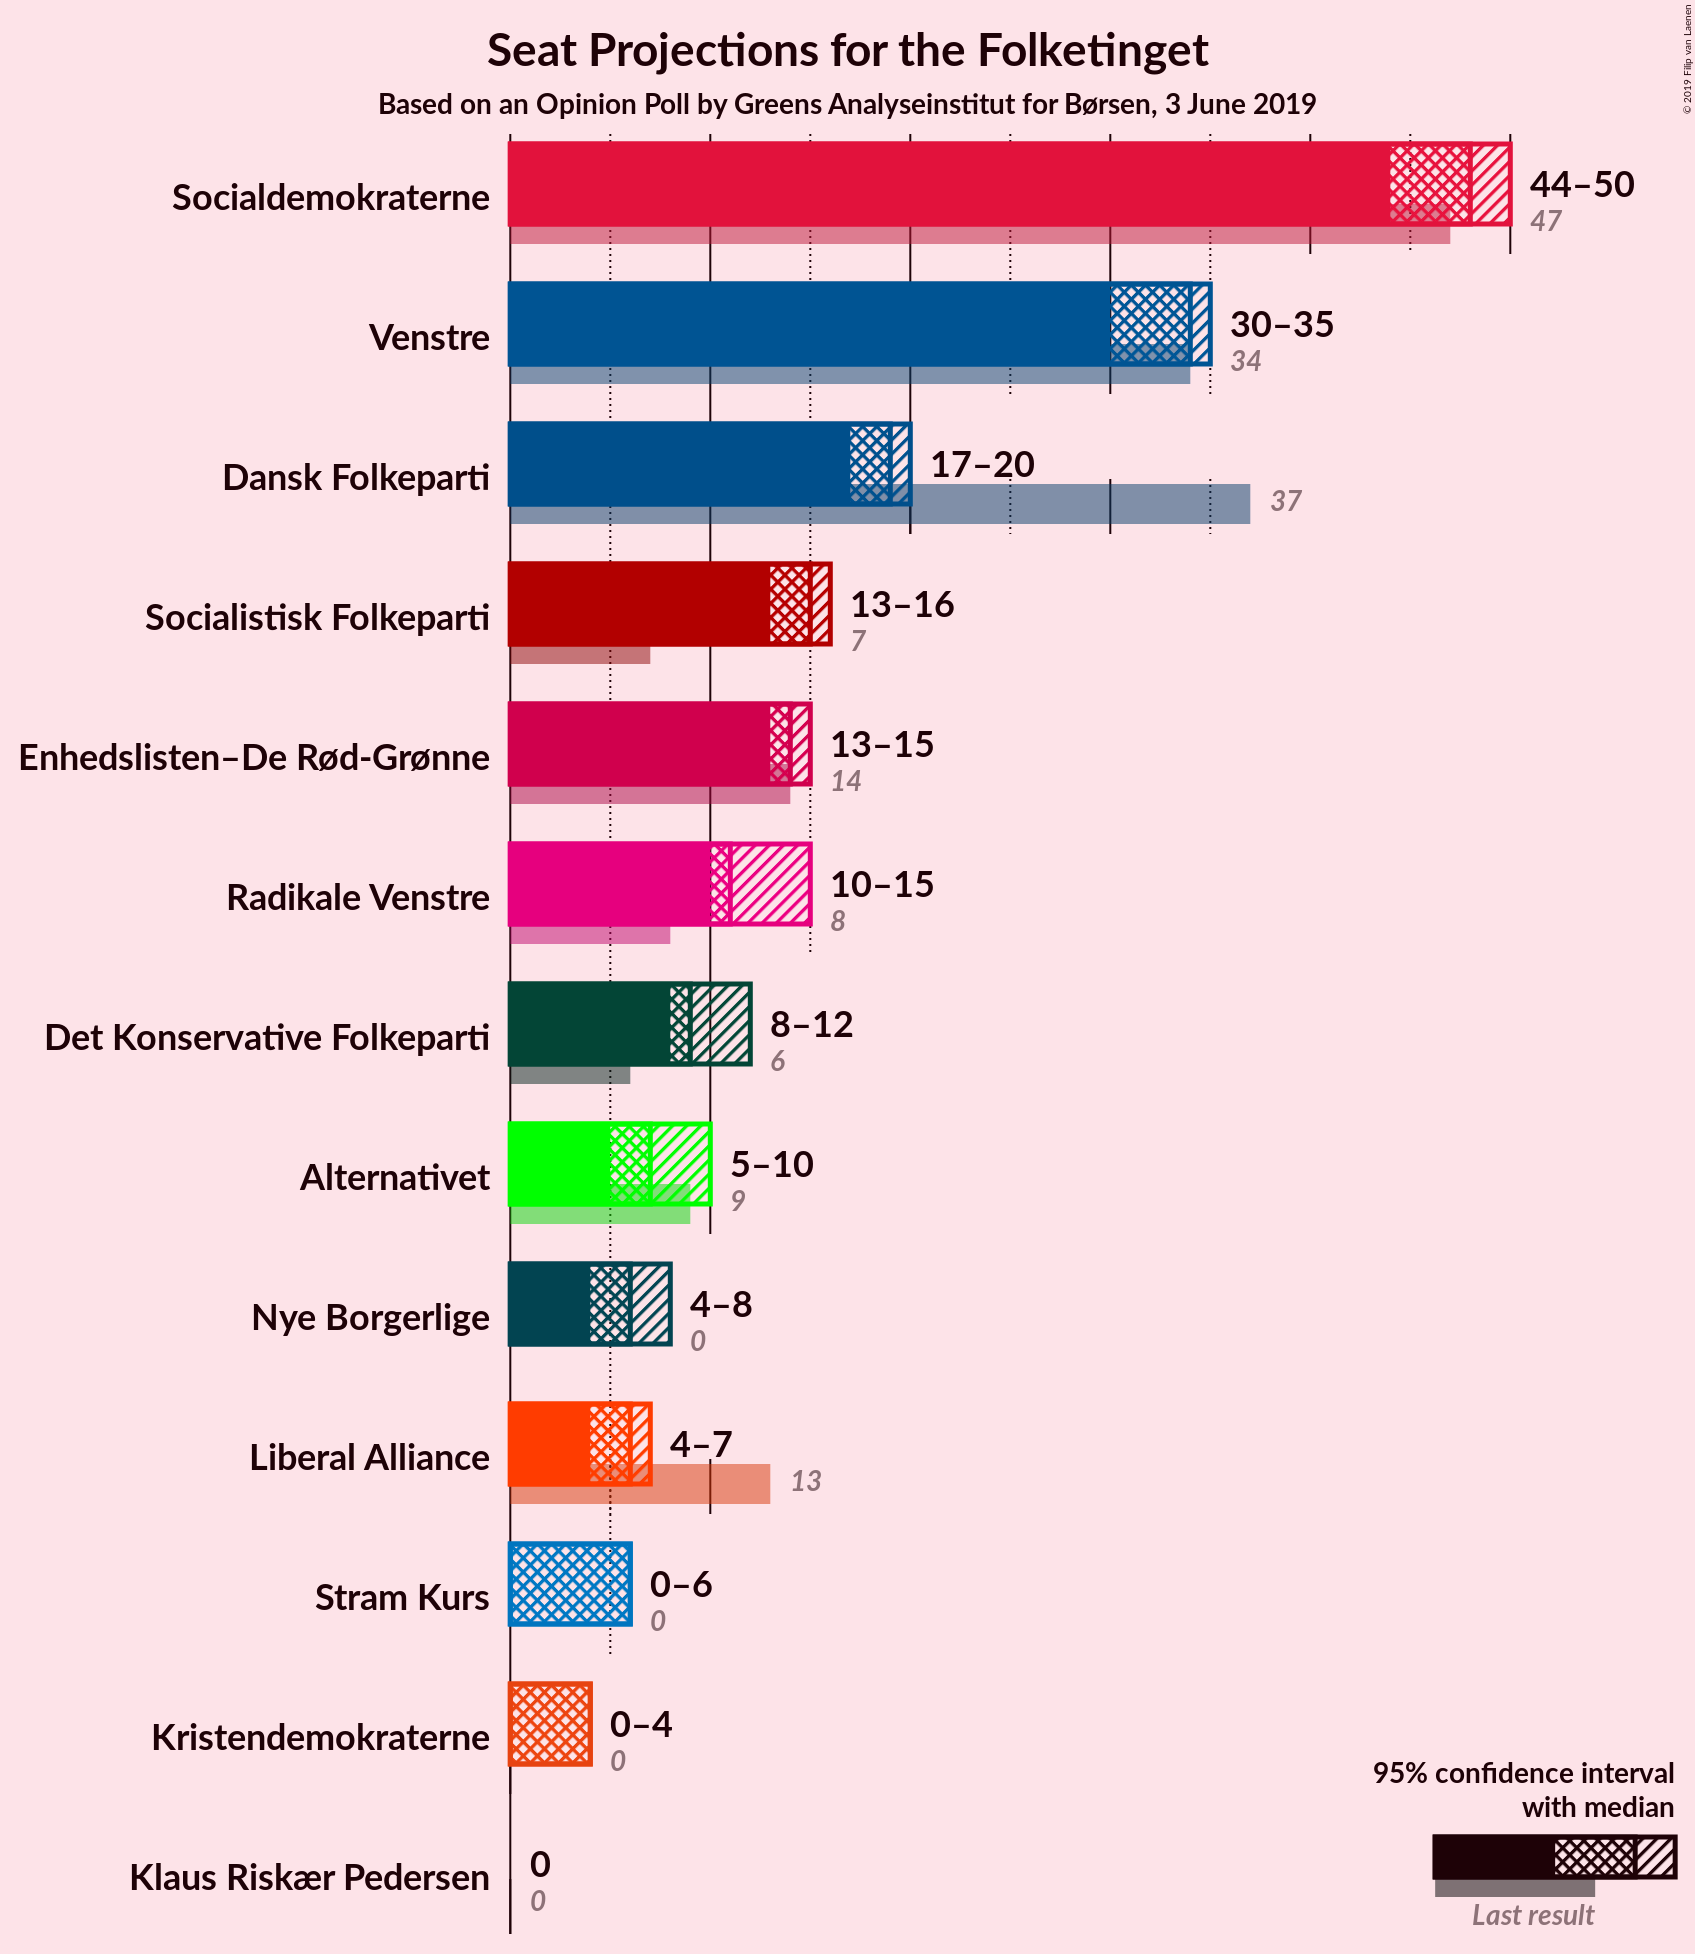 Seat Projections for the Folketinget
Based on an Opinion Poll by Greens Analyseinstitut for Børsen, 3 June 2019
© 2019 Filip van Laenen
Socialdemokraterne
44–50
47
Venstre
30–35
34
Dansk Folkeparti
17–20
37
Socialistisk Folkeparti
13–16
7
Enhedslisten–De Rød-Grønne
13–15
14
Radikale Venstre
10–15
8
Det Konservative Folkeparti
8–12
6
Alternativet
5–10
9
Nye Borgerlige
4–8
0
Liberal Alliance
4–7
13
Stram Kurs
0–6
0
Kristendemokraterne
0–4
0
Klaus Riskær Pedersen
0
0
95% confidence interval
with median
Last result